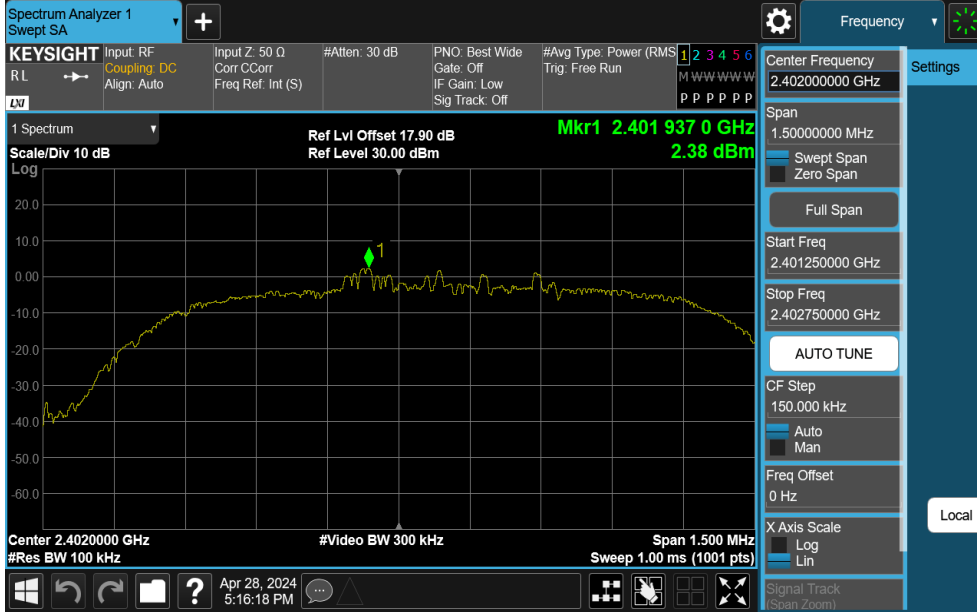 Spectrum Analyzer 1
Swept SA
+
Frequency
KEYSIGHT
R L
LXI
Input: RF
Coupling: DC
Align: Auto
Input Z: 50 Ω
Corr CCorr
Freq Ref: Int (S)
#Atten: 30 dB
PNO: Best Wide
Gate: Off
IF Gain: Low
Sig Track: Off
#Avg Type: Power (RMS
Trig: Free Run
1 2 3 4 5 6
M W W W W W
P P P P P P
1 Spectrum
Scale/Div 10 dB
Log
Ref Lvl Offset 17.90 dB
Ref Level 30.00 dBm
Mkr1 2.401 937 0 GHz
2.38 dBm
20.0
10.0
0.00
-10.0
-20.0
-30.0
-40.0
-50.0
-60.0
1
Center 2.4020000 GHz
#Res BW 100 kHz
#Video BW 300 kHz
Span 1.500 MHz
Sweep 1.00 ms (1001 pts)
Center Frequency
2.402000000 GHz
Span
1.50000000 MHz
Swept Span
Zero Span
Full Span
Start Freq
2.401250000 GHz
Stop Freq
2.402750000 GHz
AUTO TUNE
CF Step
150.000 kHz
Auto
Man
Freq Offset
0 Hz
X Axis Scale
Log
Lin
Signal Track
(Span Zoom)
Settings
Local
?
Apr 28, 2024
5:16:18 PM